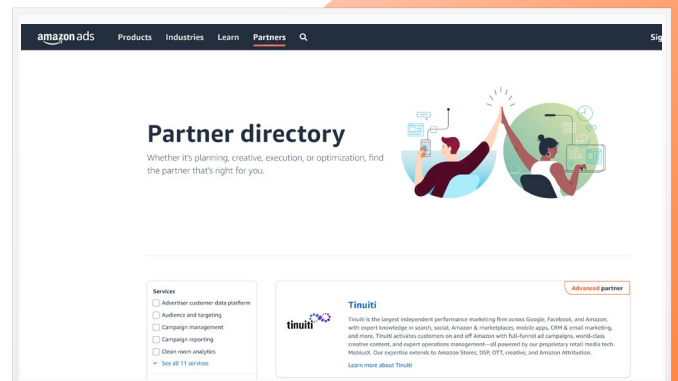 amazon ads
Products Industries Learn Partners
Sig
Partner directory
Whether it's planning, creative, execution, or optimization, find
the partner that's right for you.
Services
Advertiser customer data platform
Audience and targeting
Campaign management
Campaign reporting
Clean room analytics
See all 11 services
Advanced partner
tinuiti
Tinuiti
Tinuiti is the largest independent performance marketing firm across Google, Facebook, and Amazon,
with expert knowledge in search, social, Amazon & marketplaces, mobile apps, CRM & email marketing,
and more. Tinuiti activates customers on and off Amazon with full-funnel ad campaigns, world-class
creative content, and expert operations management—all powered by our proprietary retail media tech:
MobiusX. Our expertise extends to Amazon Stores, DSP, OTT, creative, and Amazon Attribution.
Learn more about Tinuiti